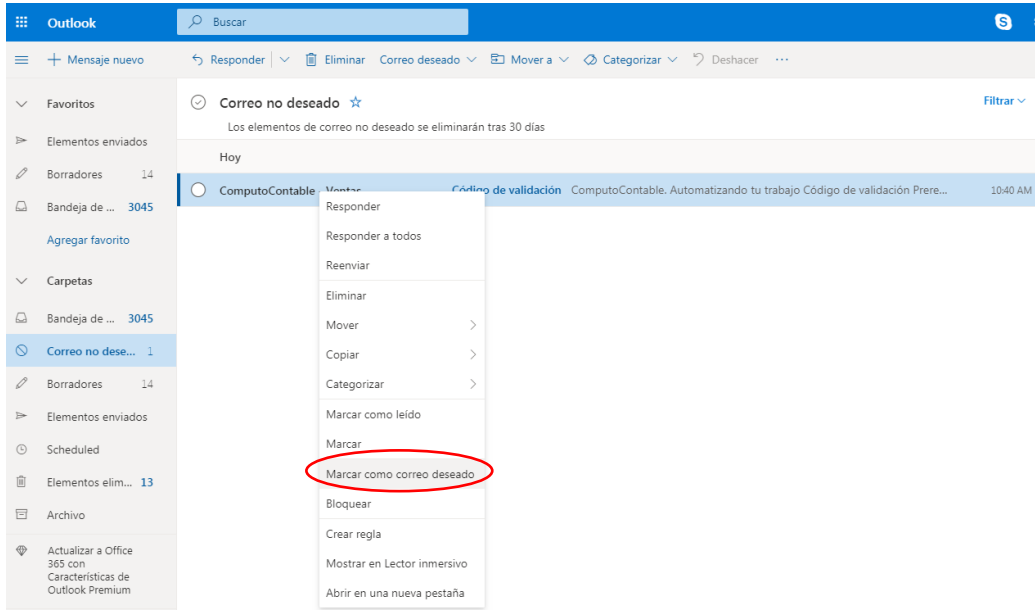 Outlook
Buscar
Mensaje nuevo
Responder
Eliminar
Correo deseado
Mover a
Categorizar
Deshacer
Favoritos
Elementos enviados
Borradores 14
Bandeja de ... 3045
Agregar favorito
Carpetas
Bandeja de ... 3045
Correo no dese... 1
Borradores 14
Elementos enviados
Scheduled
Elementos elim... 13
Archivo
Actualizar a Office
365 con
Características de
Outlook Premium
Correo no deseado
Filtrar
Los elementos de correo no deseado se eliminarán tras 30 días
Hoy
ComputoContable - Ventas Código de validación ComputoContable. Automatizando tu trabajo Código de validación Prere... 10:40 AM
Responder
Responder a todos
Reenviar
Eliminar
Mover
Copiar
Categorizar
Marcar como leído
Marcar
Marcar como correo deseado
Bloquear
Crear regla
Mostrar en Lector inmersivo
Abrir en una nueva pestaña